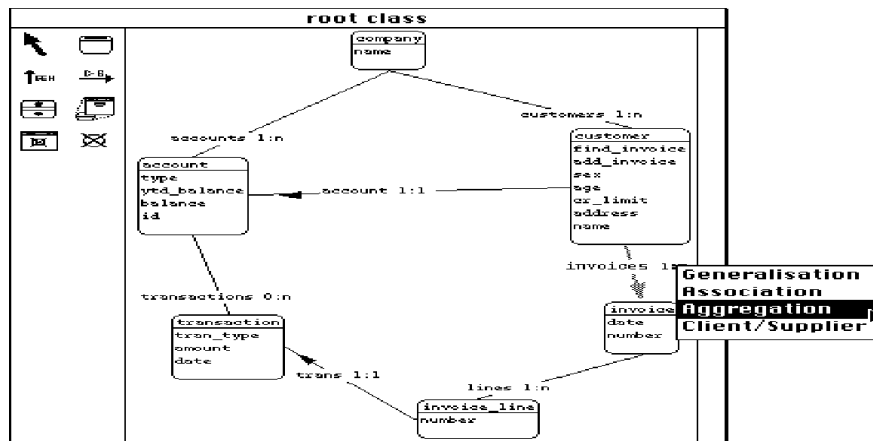 root class
company
name
customers 1:n
accounts 1:n
customer
find_invoice
add_invoice
sex
age
cr_limit
address
name
account
type
ytd_balance
balance
id
account 1:1
invoices 1:n
Generalisation
Association
Aggregation
Client/Supplier
transactions 0:n
invoice
date
number
transaction
tran_type
amount
date
trans 1:1
lines 1:n
invoice_line
number